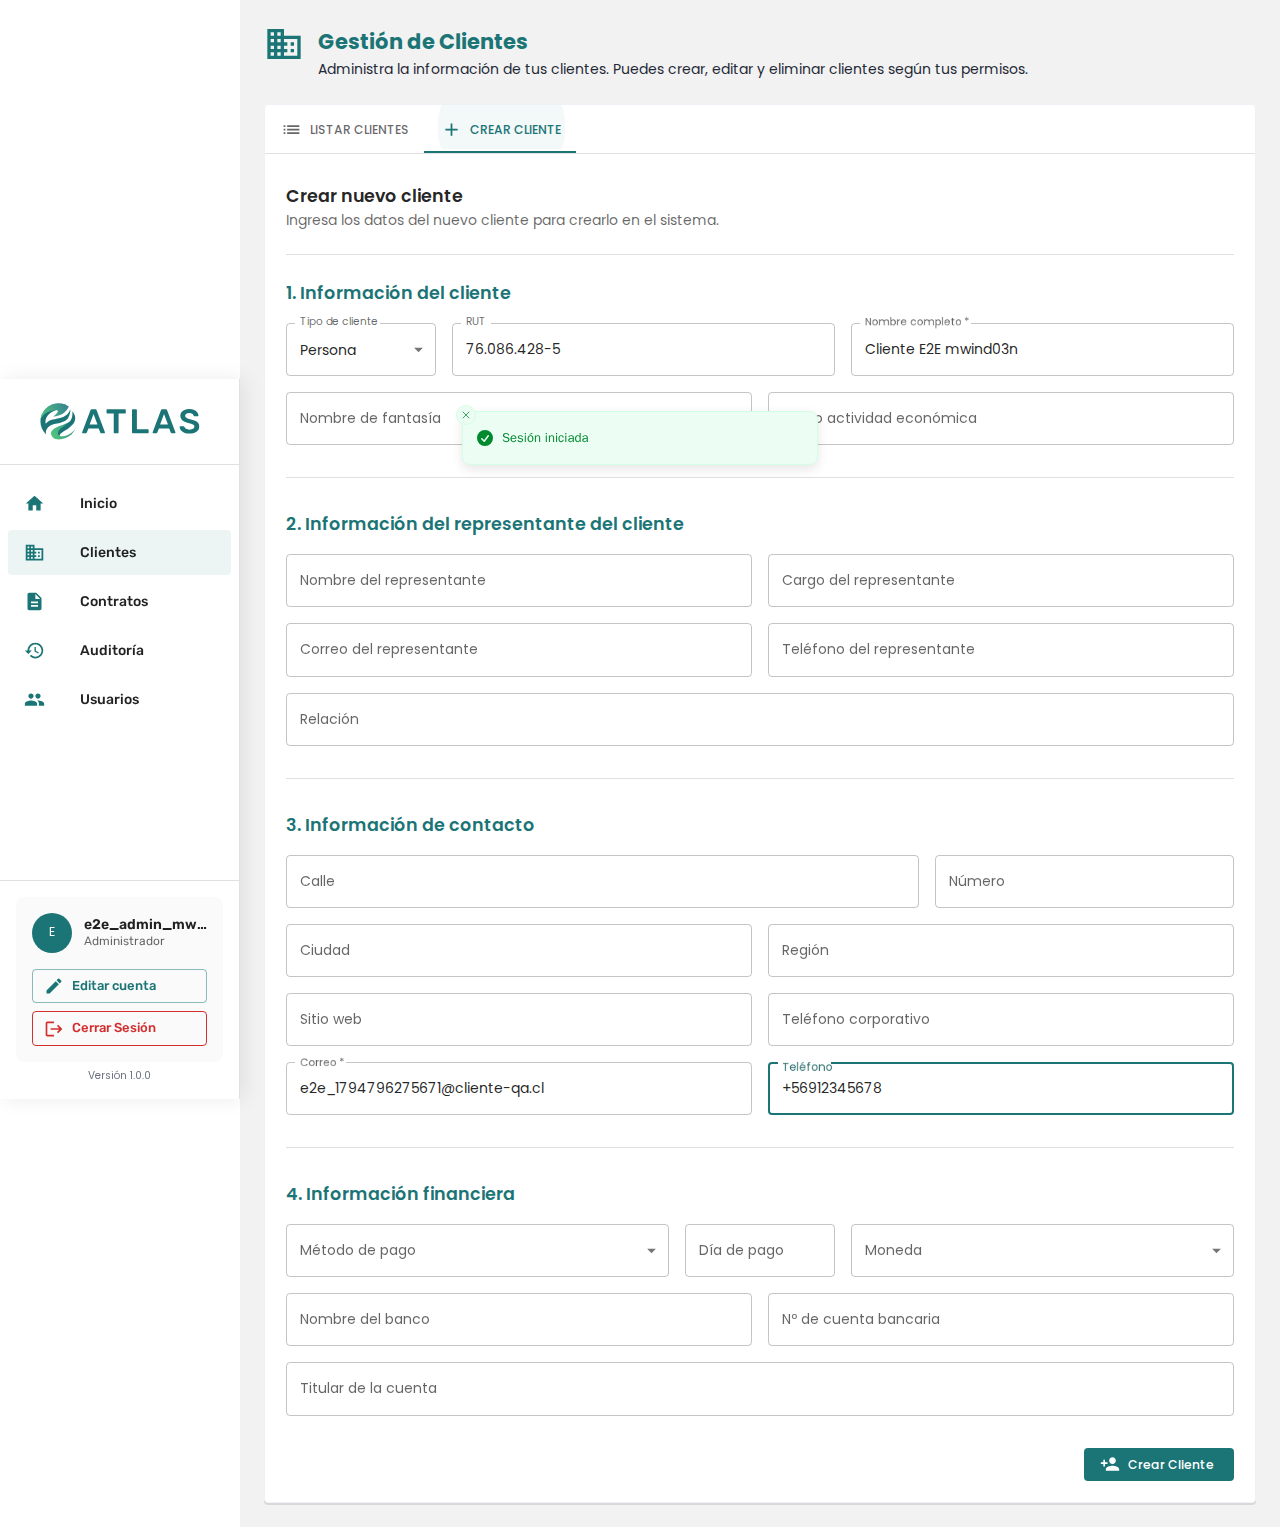 Gestión de Clientes
Administra la información de tus clientes. Puedes crear, editar y eliminar clientes según tus permisos.
LISTAR CLIENTES
CREAR CLIENTE
Crear nuevo cliente
Ingresa los datos del nuevo cliente para crearlo en el sistema.
1. Información del cliente
Tipo de cliente
Persona
RUT
76.086.428-5
Nombre completo *
Cliente E2E mwind03n
Nombre de fantasía
o actividad económica
Sesión iniciada
2. Información del representante del cliente
Nombre del representante
Cargo del representante
Correo del representante
Teléfono del representante
Relación
3. Información de contacto
Calle
Número
Ciudad
Región
Sitio web
Teléfono corporativo
Correo *
e2e_1794796275671@cliente-qa.cl
Teléfono
+56912345678
4. Información financiera
Método de pago
Día de pago
Moneda
Nombre del banco
Nº de cuenta bancaria
Titular de la cuenta
Crear Cliente
ATLAS
Inicio
Clientes
Contratos
Auditoría
Usuarios
E
e2e_admin_mw...
Administrador
Editar cuenta
Cerrar Sesión
Versión 1.0.0